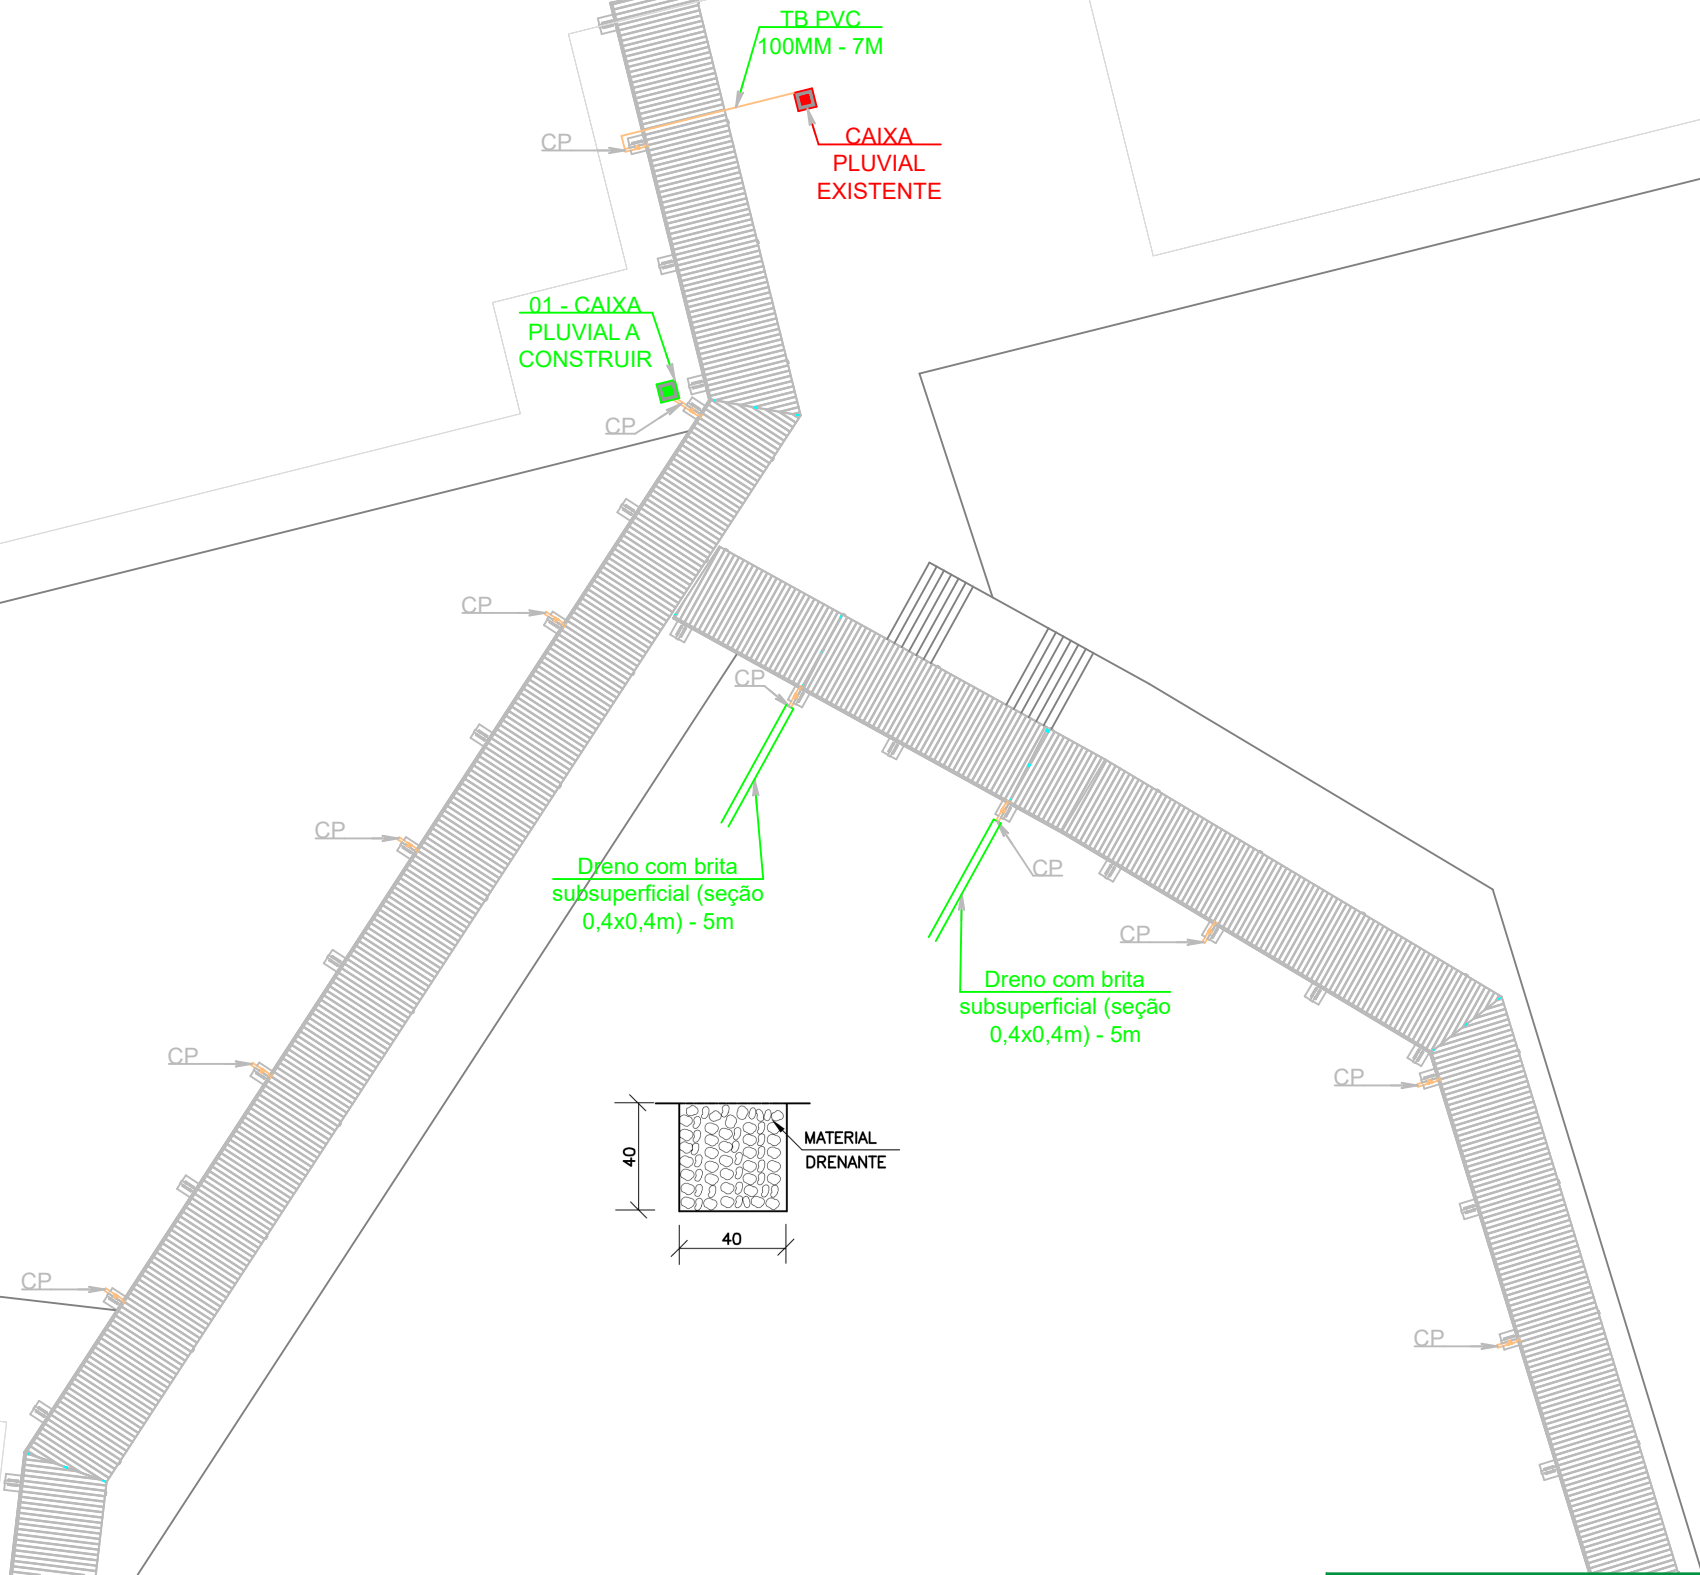 TB PVC
100MM - 7M
CP
CAIXA
PLUVIAL
EXISTENTE
01 - CAIXA
PLUVIAL A
CONSTRUIR
CP
CP
CP
CP
Dreno com brita
subsuperficial (seção
0,4x0,4m) - 5m
CP
CP
Dreno com brita
subsuperficial (seção
0,4x0,4m) - 5m
CP
CP
MATERIAL
DRENANTE
40
40
CP
CP